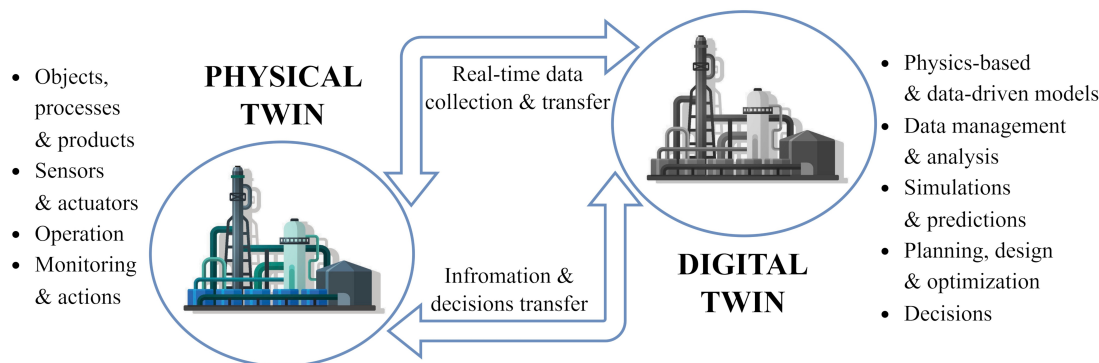 • Objects,
processes
& products
• Sensors
& actuators
• Operation
• Monitoring
& actions
PHYSICAL
TWIN
Real-time data
collection & transfer
Infromation &
decisions transfer
DIGITAL
TWIN
• Physics-based
& data-driven models
• Data management
& analysis
• Simulations
& predictions
• Planning, design
& optimization
• Decisions